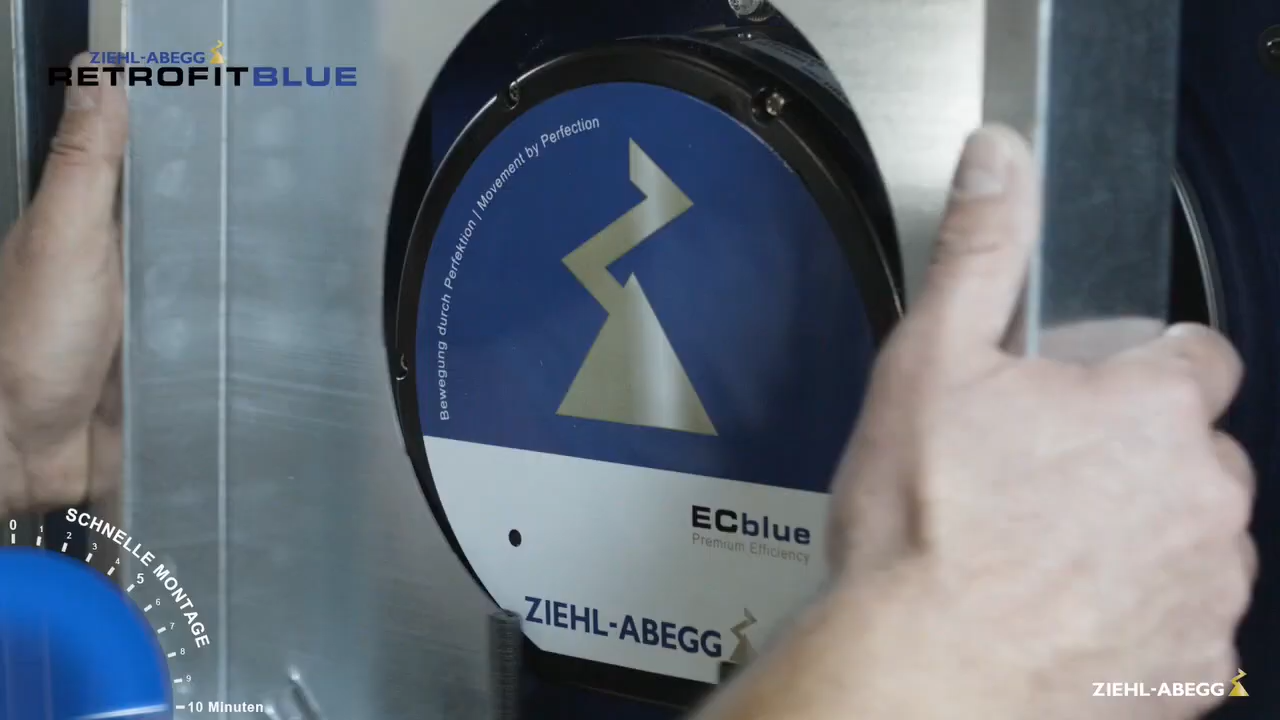 ZIEHL-ABEGG
RETROFITBLUE
Bewegung durch Perfektion / Movement by Perfection
ECblue
Premium Efficiency
ZIEHL-ABEGG
SCHNELLE MONTAGE
0
1
2
3
4
5
6
7
8
9
10 Minuten
ZIEHL-ABEGG